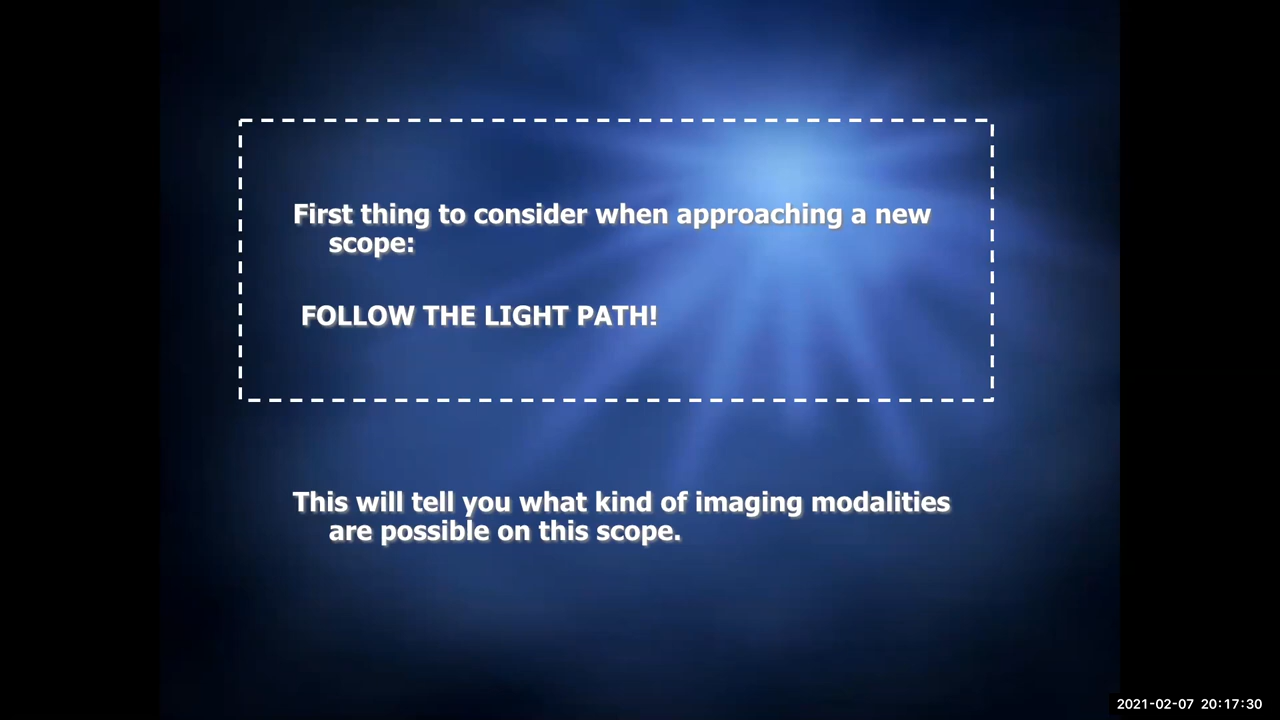 First thing to consider when approaching a new
scope:
FOLLOW THE LIGHT PATH!
This will tell you what kind of imaging modalities
are possible on this scope.
2021-02-07 20:17:30